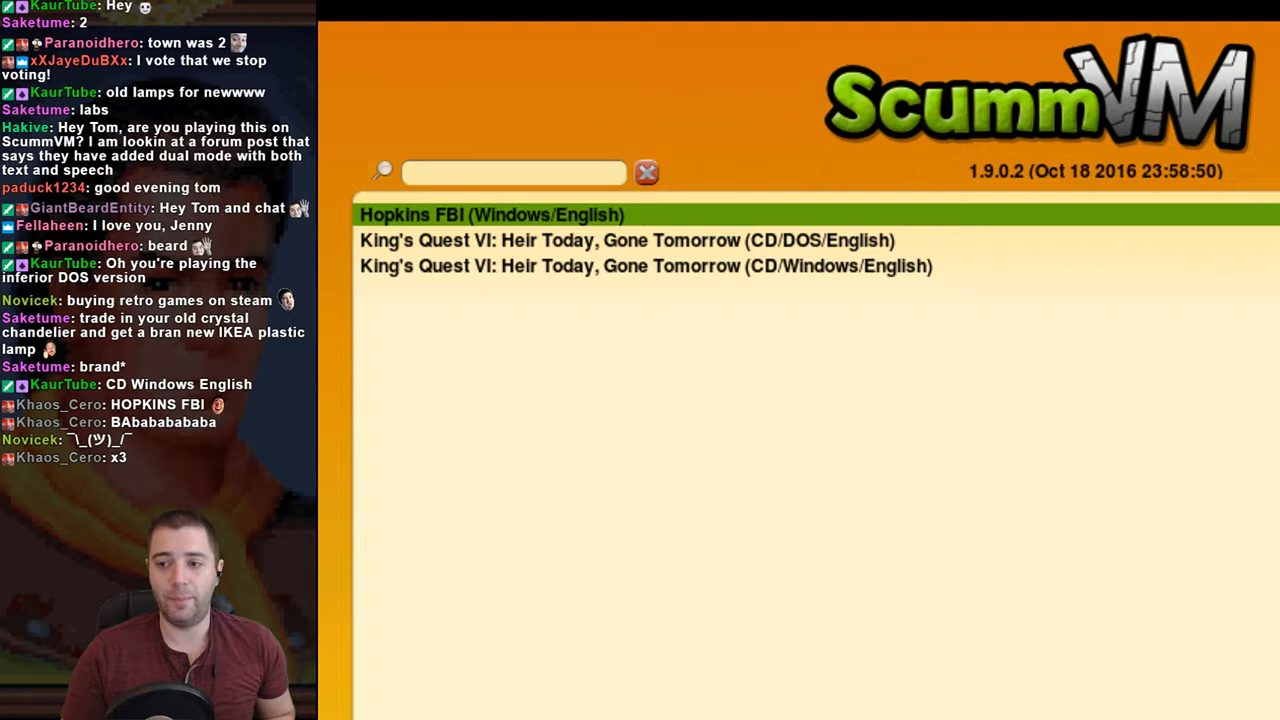 KaurTube: Hey
Saketume: 2
Paranoidhero: town was 2
xXJayeDuBXx: I vote that we stop
voting!
KaurTube: old lamps for newwww
Saketume: labs
Hakive: Hey Tom, are you playing this on
ScummVM? I am lookin at a forum post that
says they have added dual mode with both
text and speech
paduck1234: good evening tom
GiantBeardEntity: Hey Tom and chat
Fellaheen: I love you, Jenny
Paranoidhero: beard
KaurTube: Oh you're playing the
inferior DOS version
Novicek: buying retro games on steam
Saketume: trade in your old crystal
chandelier and get a bran new IKEA plastic
lamp
Saketume: brand*
KaurTube: CD Windows English
Khaos_Cero: HOPKINS FBI
Khaos_Cero: BAbabababababa
Novicek: ¯\_(ツ)_/¯
Khaos_Cero: x3
ScummVM
1.9.0.2 (Oct 18 2016 23:58:50)
Hopkins FBI (Windows/English)
King's Quest VI: Heir Today, Gone Tomorrow (CD/DOS/English)
King's Quest VI: Heir Today, Gone Tomorrow (CD/Windows/English)